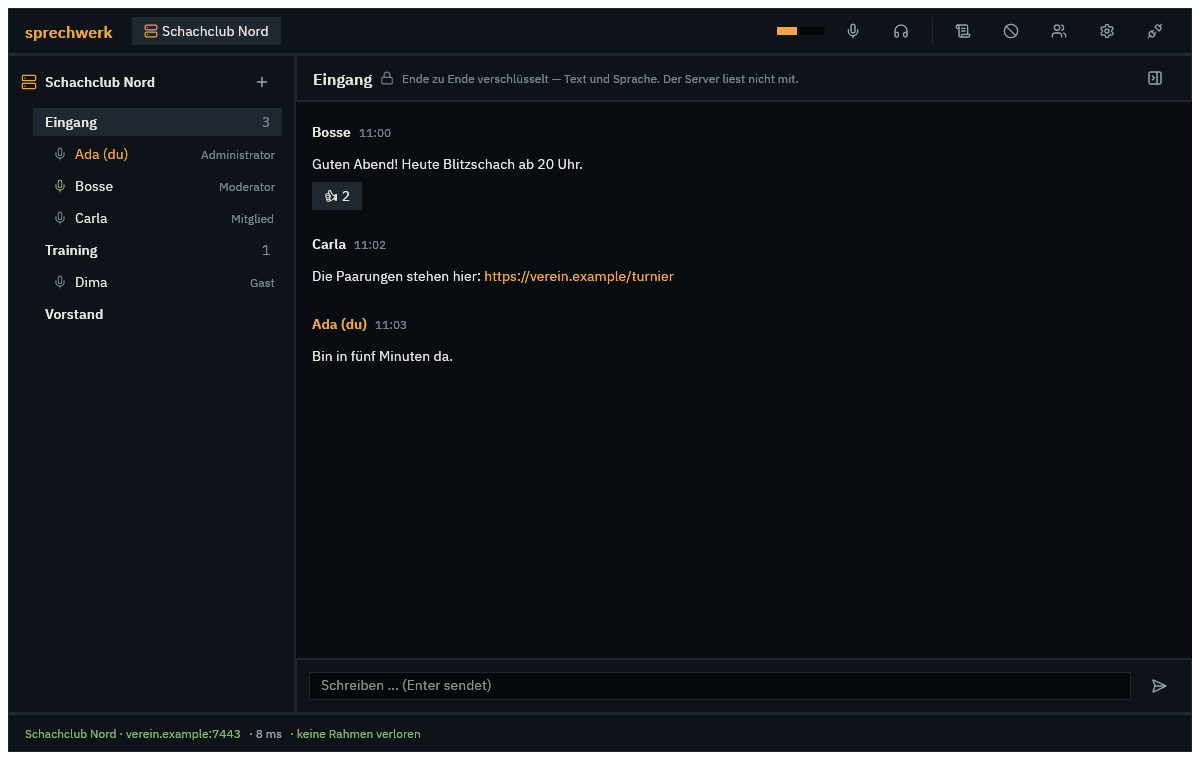 sprechwerk
Schachclub Nord
Schachclub Nord
Eingang 3
Ada (du) Administrator
Bosse Moderator
Carla Mitglied
Training 1
Dima Gast
Vorstand
Eingang Ende zu Ende verschlüsselt — Text und Sprache. Der Server liest nicht mit.
Bosse 11:00
Guten Abend! Heute Blitzschach ab 20 Uhr.
👍 2
Carla 11:02
Die Paarungen stehen hier: https://verein.example/turnier
Ada (du) 11:03
Bin in fünf Minuten da.
Schreiben … (Enter sendet)
Schachclub Nord · verein.example:7443 · 8 ms · keine Rahmen verloren